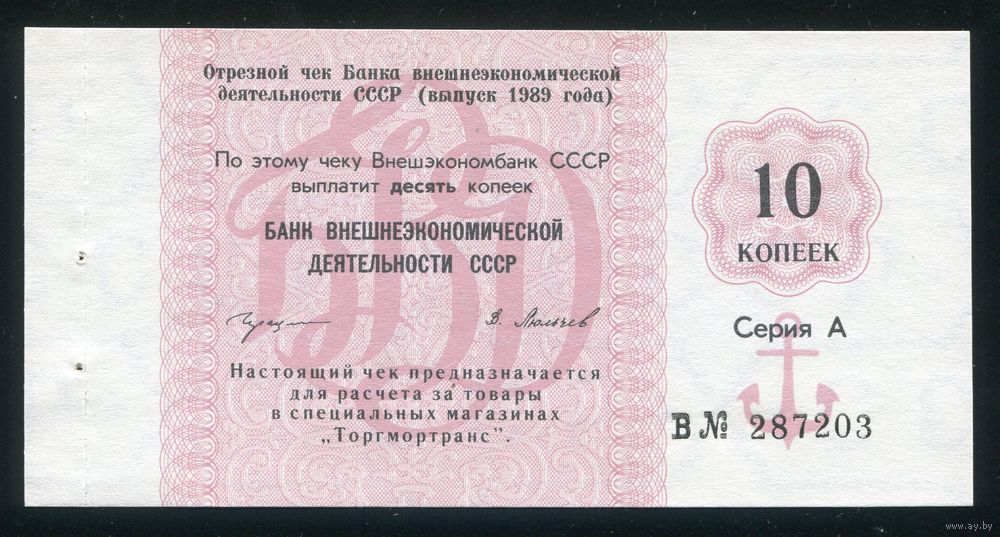 Отрезной чек Банка внешнеэкономической
деятельности СССР (выпуск 1989 года)
По этому чеку Внешэкономбанк СССР
выплатит десять копеек
БАНК ВНЕШНЕЭКОНОМИЧЕСКОЙ
ДЕЯТЕЛЬНОСТИ СССР
В. Люльчев
Настоящий чек предназначается
для расчета за товары
в специальных магазинах
„Торгмортранс".
10
КОПЕЕК
Серия А
В № 287203
www.ay.by